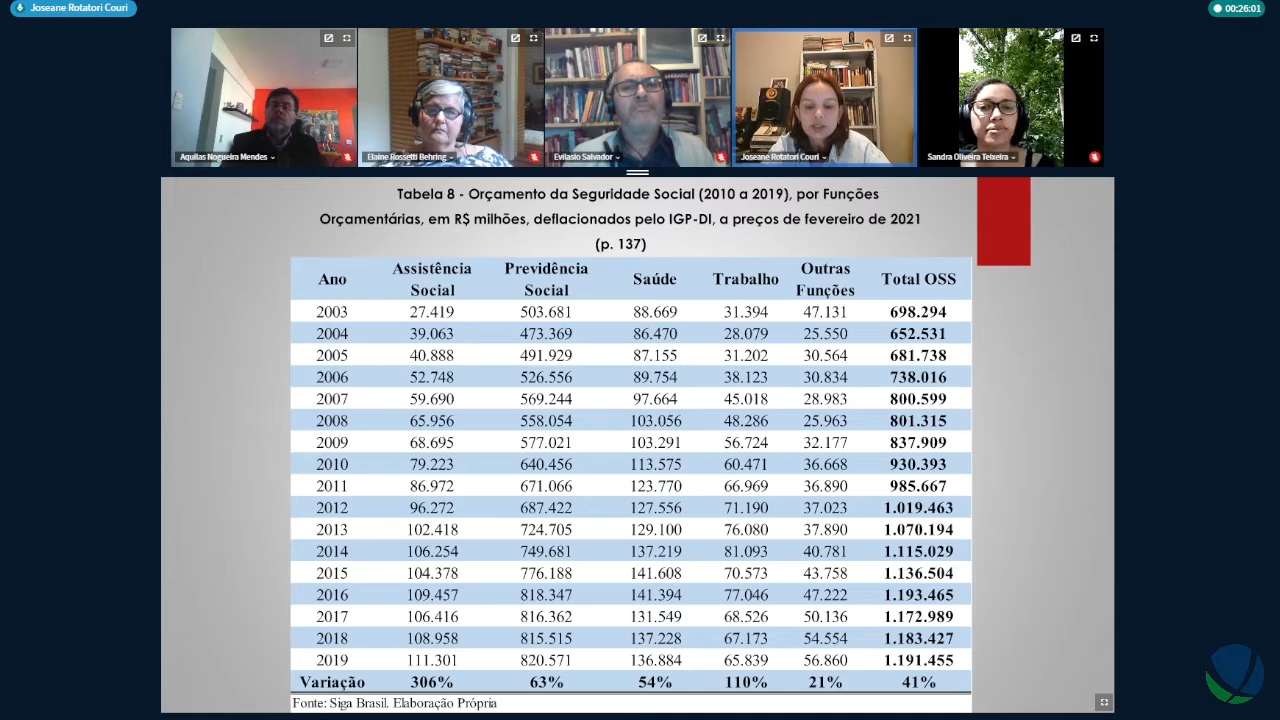 Joseane Rotatori Couri
00:26:01
Aquilas Nogueira Mendes
Elaine Rossetti Behring
Evilasio Salvador
Joseane Rotatori Couri
Sandra Oliveira Teixeira
Tabela 8 - Orçamento da Seguridade Social (2010 a 2019), por Funções
Orçamentárias, em R$ milhões, deflacionados pelo IGP-DI, a preços de fevereiro de 2021
(p. 137)
Ano Assistência Social Previdência Social Saúde Trabalho Outras Funções Total OSS
2003 27.419 503.681 88.669 31.394 47.131 698.294
2004 39.063 473.369 86.470 28.079 25.550 652.531
2005 40.888 491.929 87.155 31.202 30.564 681.738
2006 52.748 526.556 89.754 38.123 30.834 738.016
2007 59.690 569.244 97.664 45.018 28.983 800.599
2008 65.956 558.054 103.056 48.286 25.963 801.315
2009 68.695 577.021 103.291 56.724 32.177 837.909
2010 79.223 640.456 113.575 60.471 36.668 930.393
2011 86.972 671.066 123.770 66.969 36.890 985.667
2012 96.272 687.422 127.556 71.190 37.023 1.019.463
2013 102.418 724.705 129.100 76.080 37.890 1.070.194
2014 106.254 749.681 137.219 81.093 40.781 1.115.029
2015 104.378 776.188 141.608 70.573 43.758 1.136.504
2016 109.457 818.347 141.394 77.046 47.222 1.193.465
2017 106.416 816.362 131.549 68.526 50.136 1.172.989
2018 108.958 815.515 137.228 67.173 54.554 1.183.427
2019 111.301 820.571 136.884 65.839 56.860 1.191.455
Variação 306% 63% 54% 110% 21% 41%
Fonte: Siga Brasil. Elaboração Própria